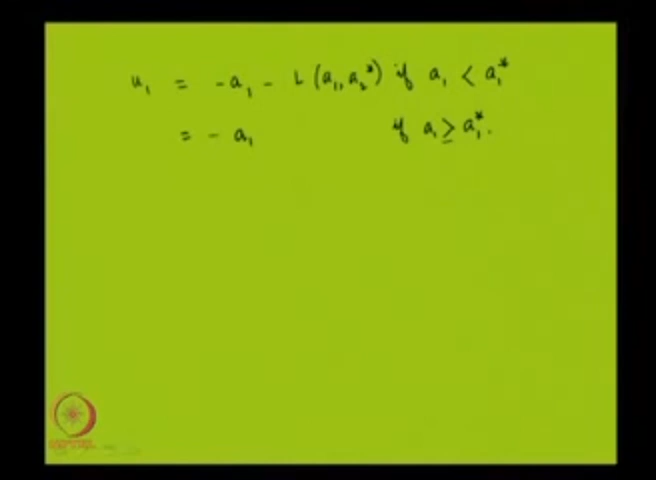 u₁ = -a₁ - L (a₁, a₂*) if a₁ < a₁*
= - a₁ if a₁ ≥ a₁*.